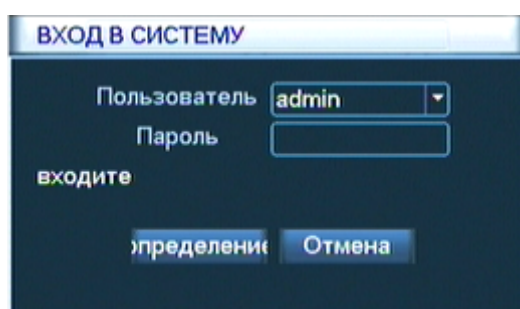 ВХОД В СИСТЕМУ
Пользователь admin
Пароль
входите
определение Отмена